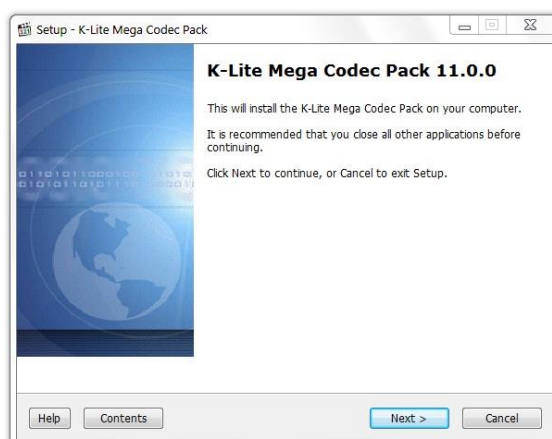 Setup - K-Lite Mega Codec Pack
K-Lite Mega Codec Pack 11.0.0
This will install the K-Lite Mega Codec Pack on your computer.
It is recommended that you close all other applications before
continuing.
Click Next to continue, or Cancel to exit Setup.
Help
Contents
Next >
Cancel